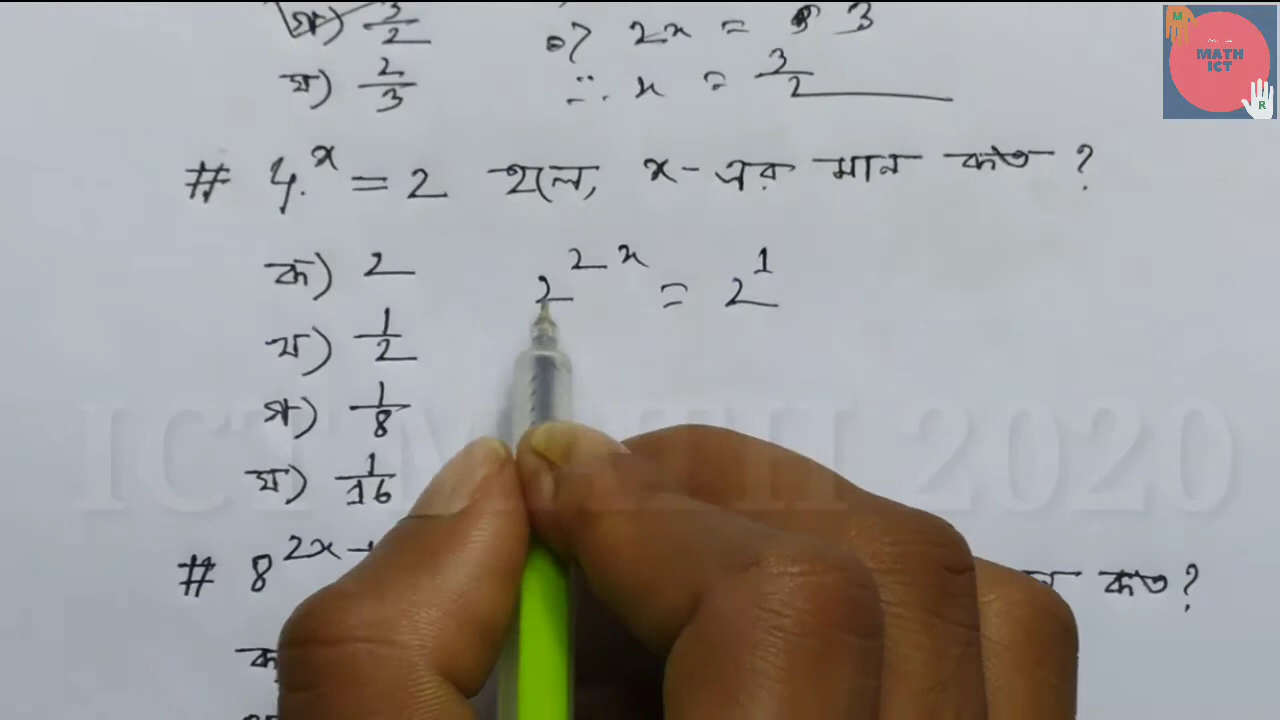 গ) 3/2
০? 2x = 3
ঘ) 2/3
∴ x = 3/2
MATH
ICT
M
R
# 4^x = 2 হলে, x-এর মান কত ?
ক) 2
2^2x = 2^1
খ) 1/2
গ) 1/8
ঘ) 1/16
ICT MATH 2020
# 8^2x
কত ?
ক